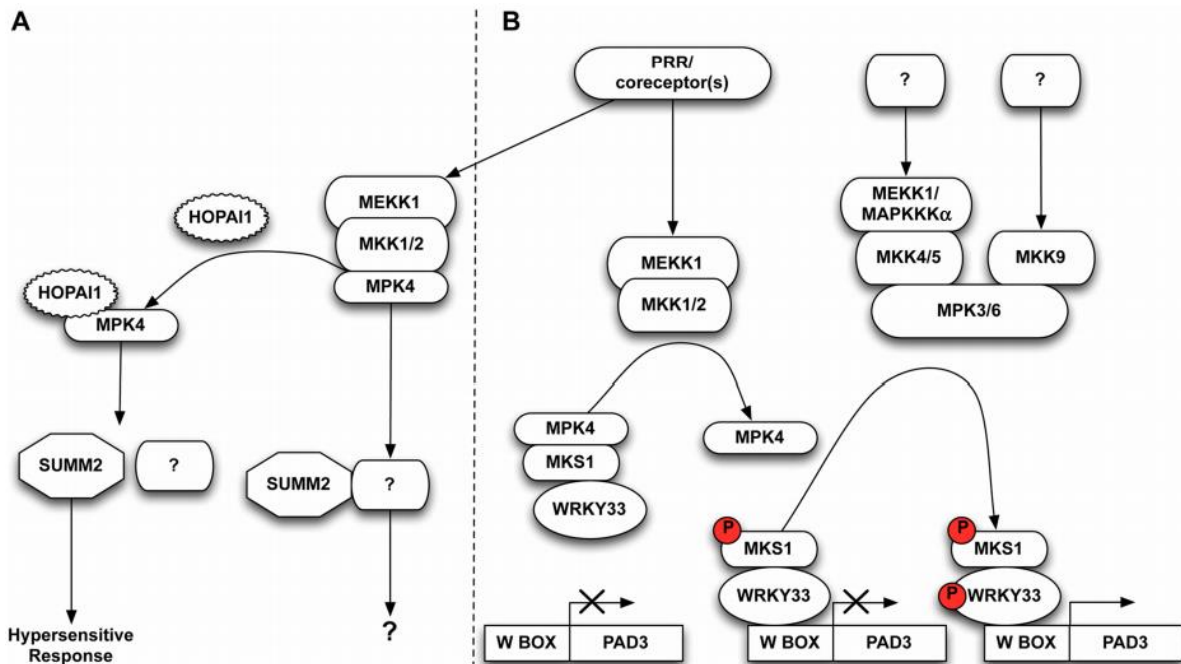 A
HOPAI1
MEKK1
MKK1/2
MPK4
HOPAI1
MPK4
SUMM2
?
SUMM2
?
Hypersensitive
Response
?
B
PRR/
coreceptor(s)
?
?
MEKK1/
MAPKKKα
MKK4/5
MKK9
MPK3/6
MEKK1
MKK1/2
MPK4
MKS1
WRKY33
MPK4
P
MKS1
WRKY33
P
MKS1
P
WRKY33
W BOX
PAD3
W BOX
PAD3
W BOX
PAD3